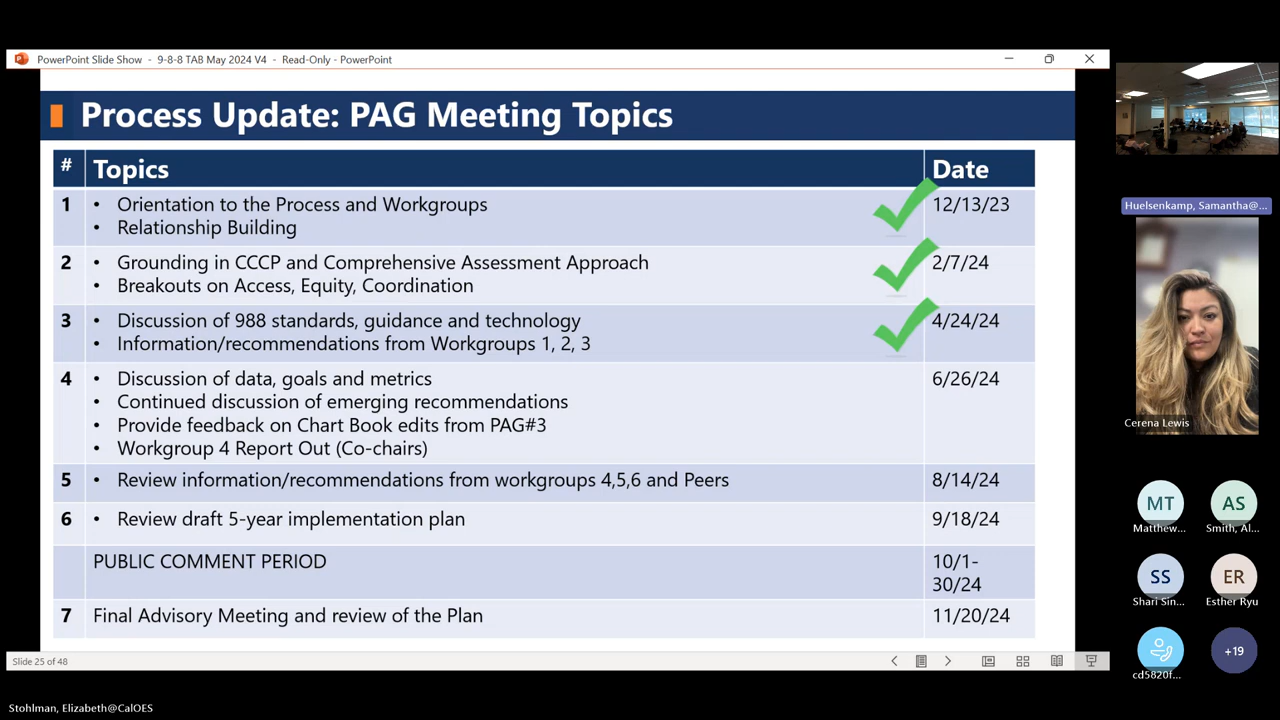 PowerPoint Slide Show - 9-8-8 TAB May 2024 V4 - Read-Only - PowerPoint
Process Update: PAG Meeting Topics
# Topics Date
1 • Orientation to the Process and Workgroups 12/13/23
• Relationship Building
2 • Grounding in CCCP and Comprehensive Assessment Approach 2/7/24
• Breakouts on Access, Equity, Coordination
3 • Discussion of 988 standards, guidance and technology 4/24/24
• Information/recommendations from Workgroups 1, 2, 3
4 • Discussion of data, goals and metrics 6/26/24
• Continued discussion of emerging recommendations
• Provide feedback on Chart Book edits from PAG#3
• Workgroup 4 Report Out (Co-chairs)
5 • Review information/recommendations from workgroups 4,5,6 and Peers 8/14/24
6 • Review draft 5-year implementation plan 9/18/24
PUBLIC COMMENT PERIOD 10/1-
30/24
7 Final Advisory Meeting and review of the Plan 11/20/24
Slide 25 of 48
Huelsenkamp, Samantha@...
Cerena Lewis
MT AS
Matthew... Smith, Al...
SS ER
Shari Sin... Esther Ryu
cd5820f... +19
Stohlman, Elizabeth@CalOES